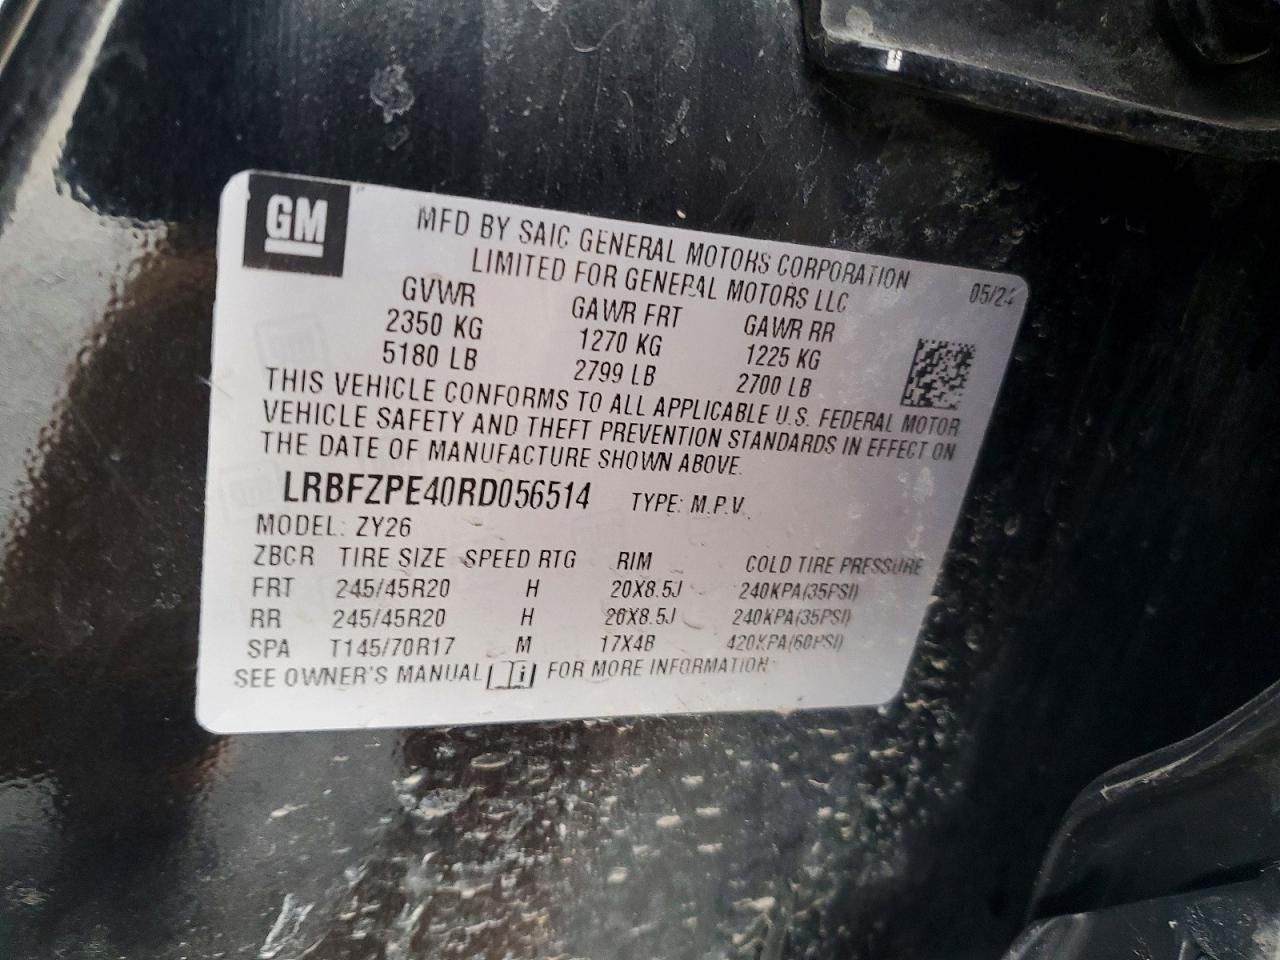 GM
MFD BY SAIC GENERAL MOTORS CORPORATION
LIMITED FOR GENERAL MOTORS LLC
05/24
GVWR GAWR FRT GAWR RR
2350 KG 1270 KG 1225 KG
5180 LB 2799 LB 2700 LB
THIS VEHICLE CONFORMS TO ALL APPLICABLE U.S. FEDERAL MOTOR
VEHICLE SAFETY AND THEFT PREVENTION STANDARDS IN EFFECT ON
THE DATE OF MANUFACTURE SHOWN ABOVE.
LRBFZPE40RD056514 TYPE: M.P.V.
MODEL: ZY26
ZBCR TIRE SIZE SPEED RTG RIM COLD TIRE PRESSURE
FRT 245/45R20 H 20X8.5J 240KPA(35PSI)
RR 245/45R20 H 20X8.5J 240KPA(35PSI)
SPA T145/70R17 M 17X4B 420KPA(60PSI)
SEE OWNER'S MANUAL i FOR MORE INFORMATION